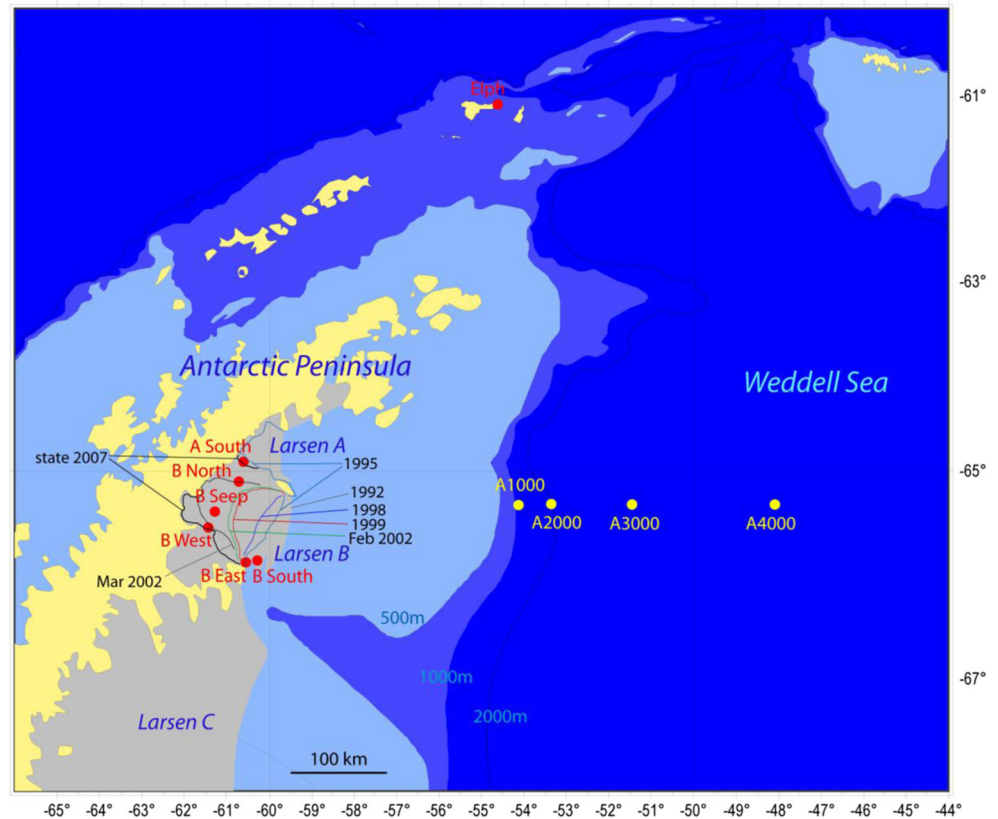 Elph
-61°
-63°
Antarctic Peninsula
Weddell Sea
A South
Larsen A
state 2007
1995
B North
-65°
A1000
B Seep
1992
1998
A2000
A3000
A4000
1999
B West
Feb 2002
Larsen B
Mar 2002
B East
B South
500m
1000m
-67°
2000m
Larsen C
100 km
-65 -64 -63 -62 -61 -60 -59 -58 -57 -56 -55 -54 -53 -52 -51 -50 -49 -48 -47 -46 -45 -44